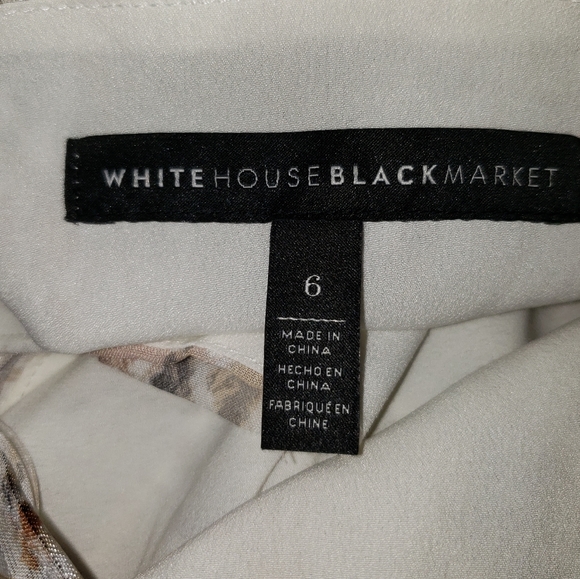 WHITEHOUSEBLACKMARKET
6
MADE IN
CHINA
HECHO EN
CHINA
FABRIQUÉ EN
CHINE